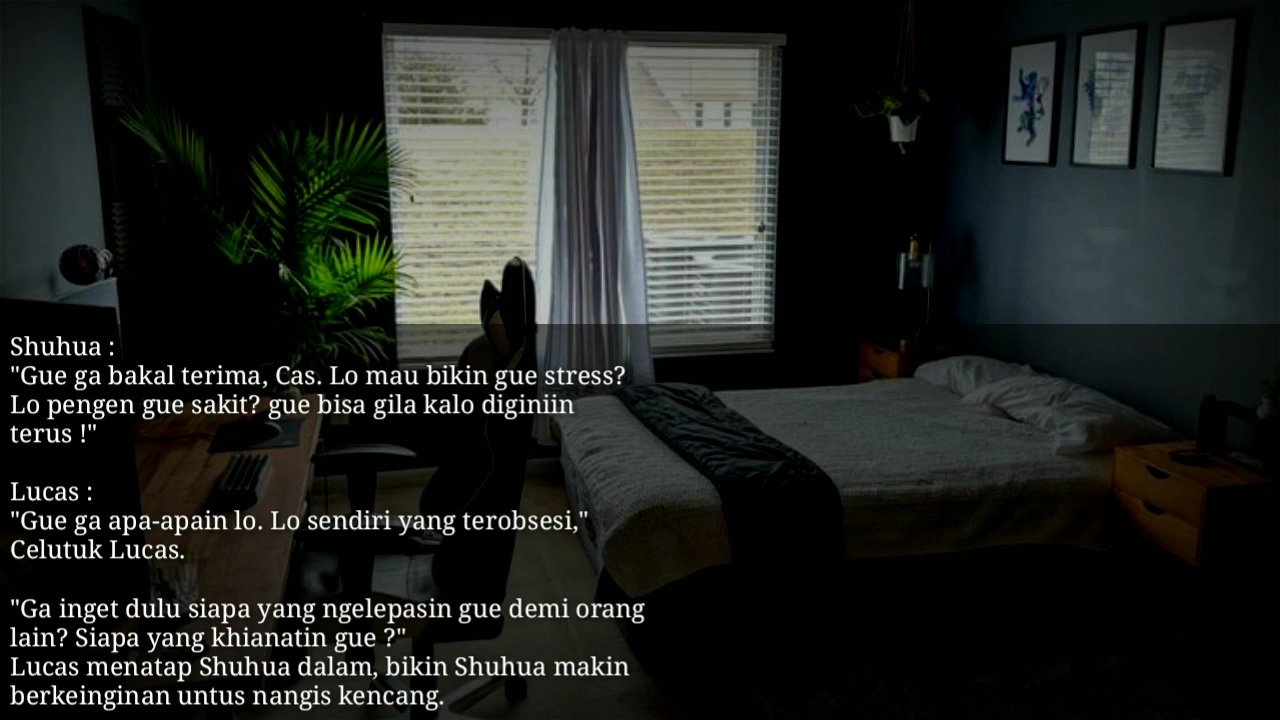 Shuhua :
"Gue ga bakal terima, Cas. Lo mau bikin gue stress?
Lo pengen gue sakit? gue bisa gila kalo diginiin
terus !"
Lucas :
"Gue ga apa-apain lo. Lo sendiri yang terobsesi,"
Celutuk Lucas.
"Ga inget dulu siapa yang ngelepasin gue demi orang
lain? Siapa yang khianatin gue ?"
Lucas menatap Shuhua dalam, bikin Shuhua makin
berkeinginan untus nangis kencang.